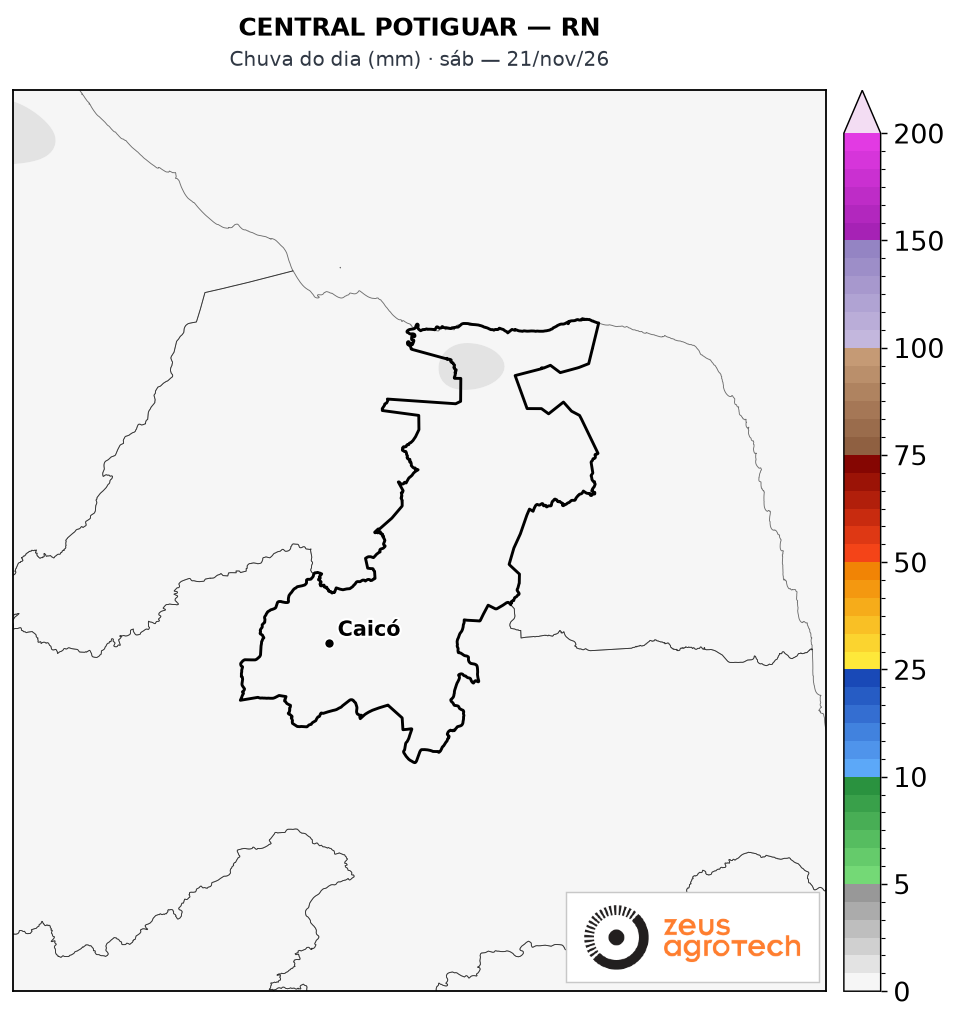 CENTRAL POTIGUAR — RN
Chuva do dia (mm) · sáb — 21/nov/26
200
150
100
75
50
25
10
5
0
Caicó
zeus
agrotech